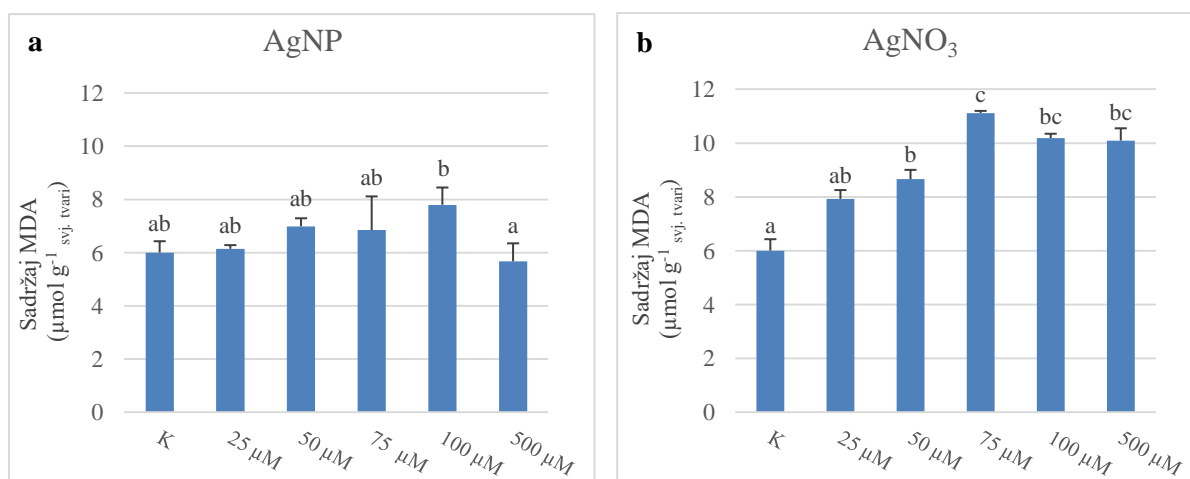 a
AgNP
Sadržaj MDA
(µmol g⁻¹ svj. tvari)
12
10
8
6
4
2
0
ab
ab
ab
ab
b
a
K
25 µM
50 µM
75 µM
100 µM
500 µM
b
AgNO₃
Sadržaj MDA
(µmol g⁻¹ svj. tvari)
12
10
8
6
4
2
0
a
ab
b
c
bc
bc
K
25 µM
50 µM
75 µM
100 µM
500 µM